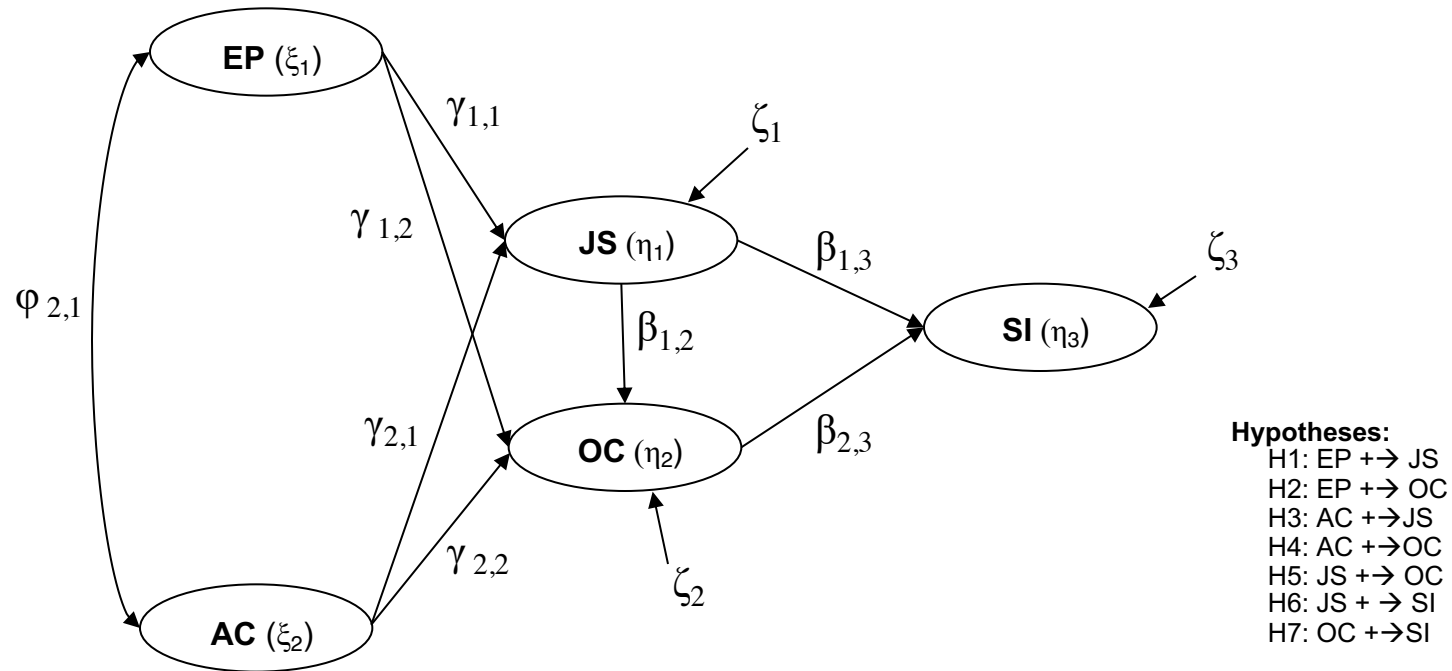 EP (ξ₁)
γ₁,₁
ζ₁
γ ₁,₂
JS (η₁)
β₁,₃
ζ₃
φ ₂,₁
β₁,₂
SI (η₃)
γ₂,₁
OC (η₂)
β₂,₃
γ ₂,₂
ζ₂
AC (ξ₂)
Hypotheses:
H1: EP +→ JS
H2: EP +→ OC
H3: AC +→JS
H4: AC +→OC
H5: JS +→ OC
H6: JS + → SI
H7: OC +→SI